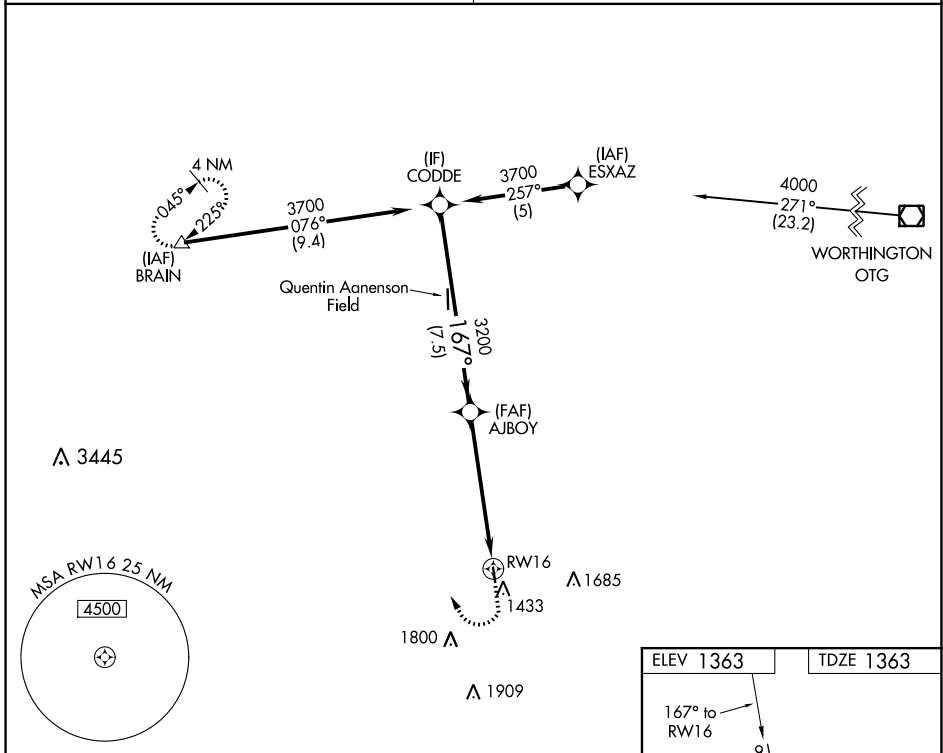 4 NM
045°
225°
(IAF)
BRAIN
3700
076°
(9.4)
(IF)
CODDE
3700
257°
(5)
(IAF)
ESXAZ
4000
271°
(23.2)
WORTHINGTON
OTG
Quentin Aanenson
Field
3200
167°
(7.5)
(FAF)
AJBOY
3445
RW16
1433
1685
1800
1909
MSA RW16 25 NM
4500
ELEV 1363
TDZE 1363
167° to
RW16